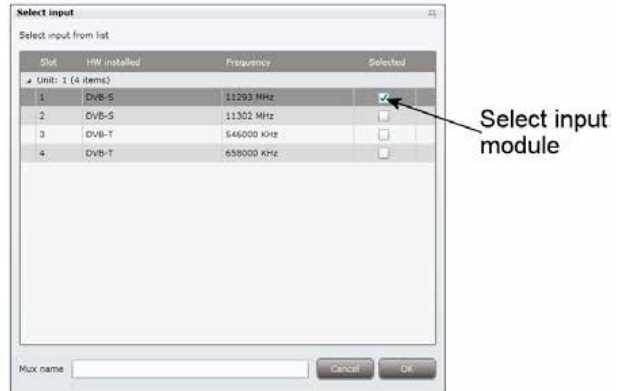 Select input
Select input from list
Slot HW installed Frequency Selected
Unit: 1 (4 items)
1 DVB-S 11293 MHz
2 DVB-S 11302 MHz
3 DVB-T 546000 KHz
4 DVB-T 658000 KHz
Select input
module
Mux name Cancel OK